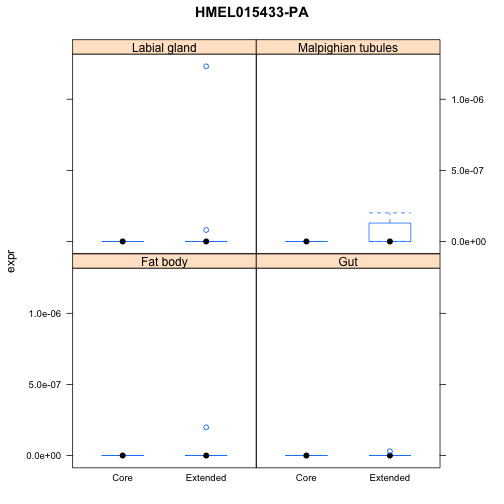 HMEL015433-PA
Labial gland
Malpighian tubules
1.0e-06
5.0e-07
0.0e+00
expr
Fat body
Gut
1.0e-06
5.0e-07
0.0e+00
Core
Extended
Core
Extended